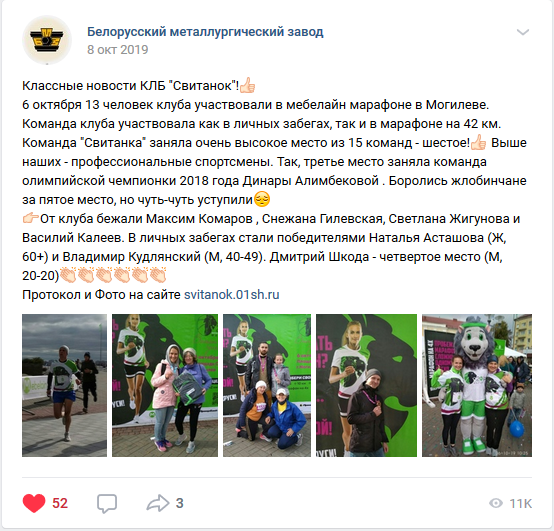 Белорусский металлургический завод
8 окт 2019
Классные новости КЛБ "Свитанок"!👍🏻
6 октября 13 человек клуба участвовали в мебелайн марафоне в Могилеве.
Команда клуба участвовала как в личных забегах, так и в марафоне на 42 км.
Команда "Свитанка" заняла очень высокое место из 15 команд - шестое!👍🏻 Выше
наших - профессиональные спортсмены. Так, третье место заняла команда
олимпийской чемпионки 2018 года Динары Алимбековой . Боролись жлобинчане
за пятое место, но чуть-чуть уступили😔
👉🏻От клуба бежали Максим Комаров , Снежана Гилевская, Светлана Жигунова и
Василий Калеев. В личных забегах стали победителями Наталья Асташова (Ж,
60+) и Владимир Кудлянский (М, 40-49). Дмитрий Шкода - четвертое место (М,
20-20)👏🏻👏🏻👏🏻👏🏻👏🏻👏🏻
Протокол и Фото на сайте svitanok.01sh.ru
52
3
11K